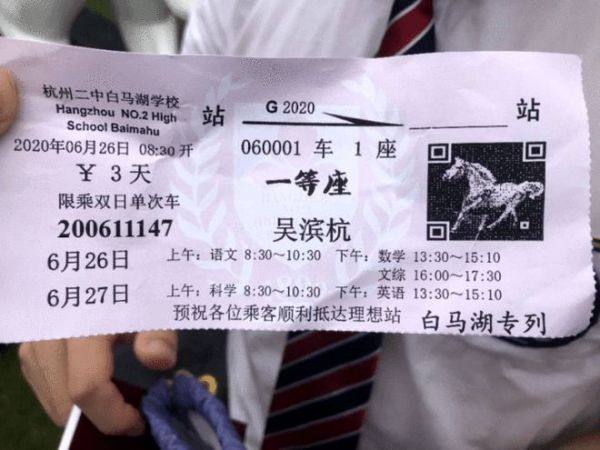 杭州二中白马湖学校 站 G 2020 站
Hangzhou NO.2 High
School Baimahu
2020年06月26日 08:30 开 060001 车 1 座
￥ 3 天 一等座
限乘双日单次车
200611147 吴滨杭
6月26日 上午: 语文 8:30～10:30 下午: 数学 13:30～15:10
文综 16:00～17:30
6月27日 上午: 科学 8:30～10:30 下午: 英语 13:30～15:10
预祝各位乘客顺利抵达理想站 白马湖专列